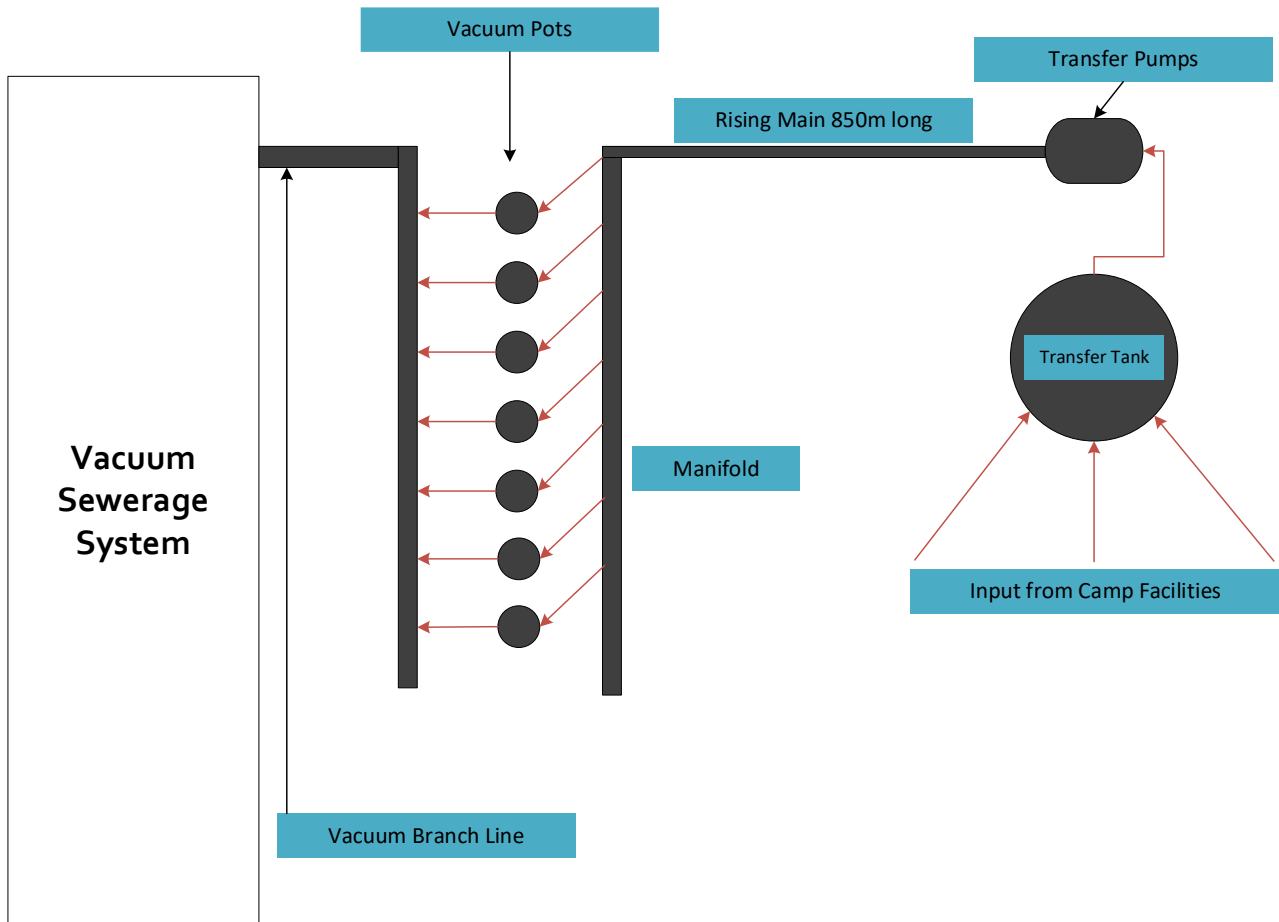 Vacuum Pots
Transfer Pumps
Rising Main 850m long
Transfer Tank
Manifold
Vacuum
Sewerage
System
Input from Camp Facilities
Vacuum Branch Line